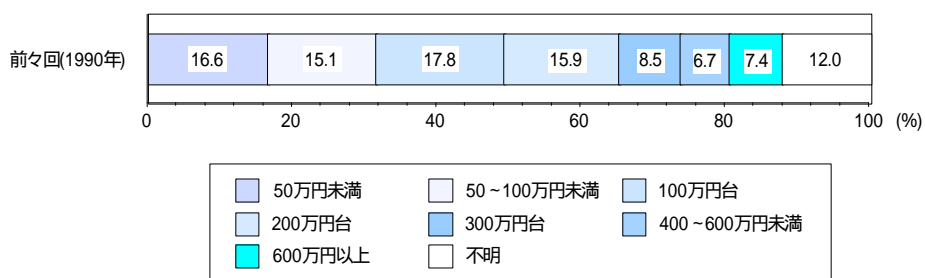 前々回(1990年) 16.6 15.1 17.8 15.9 8.5 6.7 7.4 12.0
0 20 40 60 80 100 (%)
50万円未満 50~100万円未満 100万円台
200万円台 300万円台 400~600万円未満
600万円以上 不明